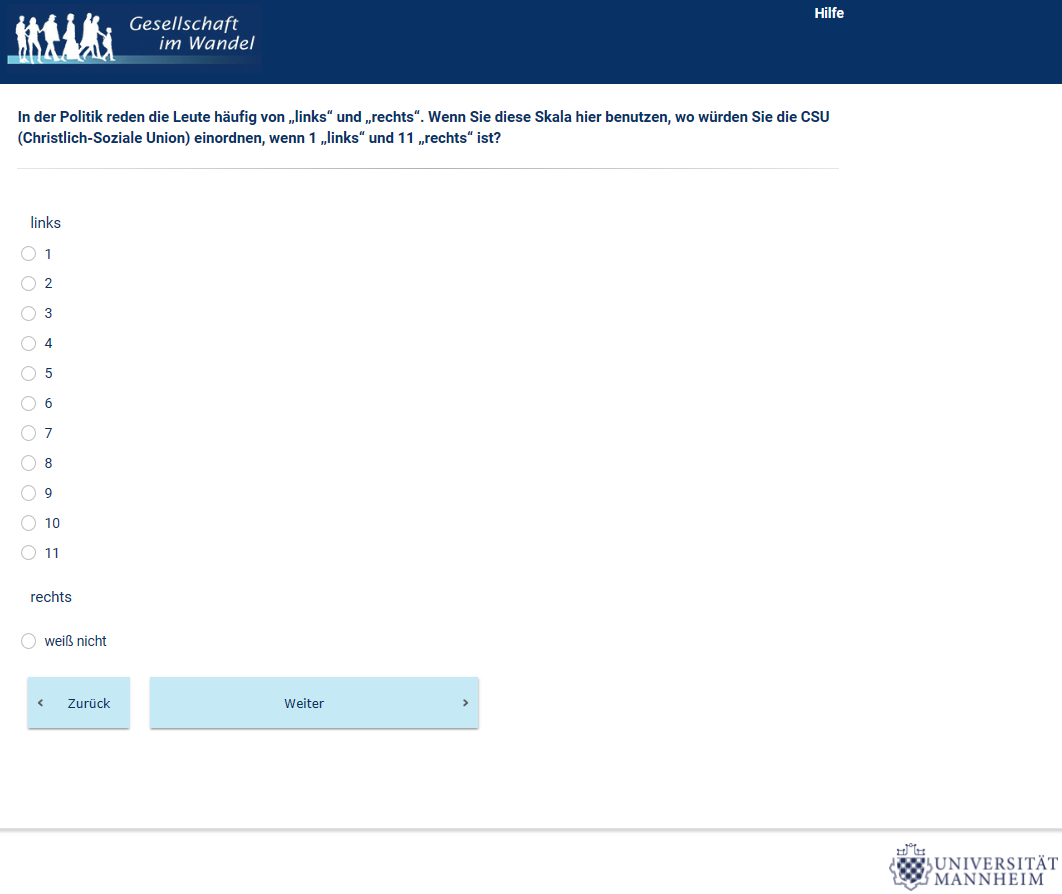 Gesellschaft
im Wandel
Hilfe
In der Politik reden die Leute häufig von „links“ und „rechts“. Wenn Sie diese Skala hier benutzen, wo würden Sie die CSU
(Christlich-Soziale Union) einordnen, wenn 1 „links“ und 11 „rechts“ ist?
links
1
2
3
4
5
6
7
8
9
10
11
rechts
weiß nicht
Zurück
Weiter
UNIVERSITÄT
MANNHEIM